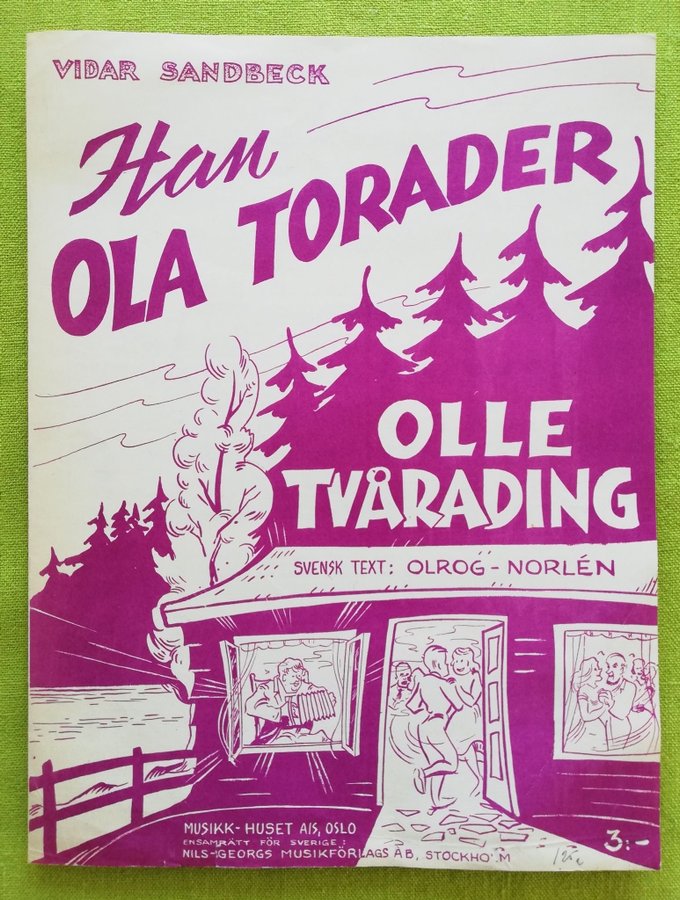 VIDAR SANDBECK
Han
OLA TORADER
OLLE
TVÅRADING
SVENSK TEXT: OLROG - NORLÉN
MUSIKK-HUSET A/S, OSLO
ENSAMRÄTT FÖR SVERIGE:
NILS-GEORGS MUSIKFÖRLAGS AB, STOCKHOLM
3:-